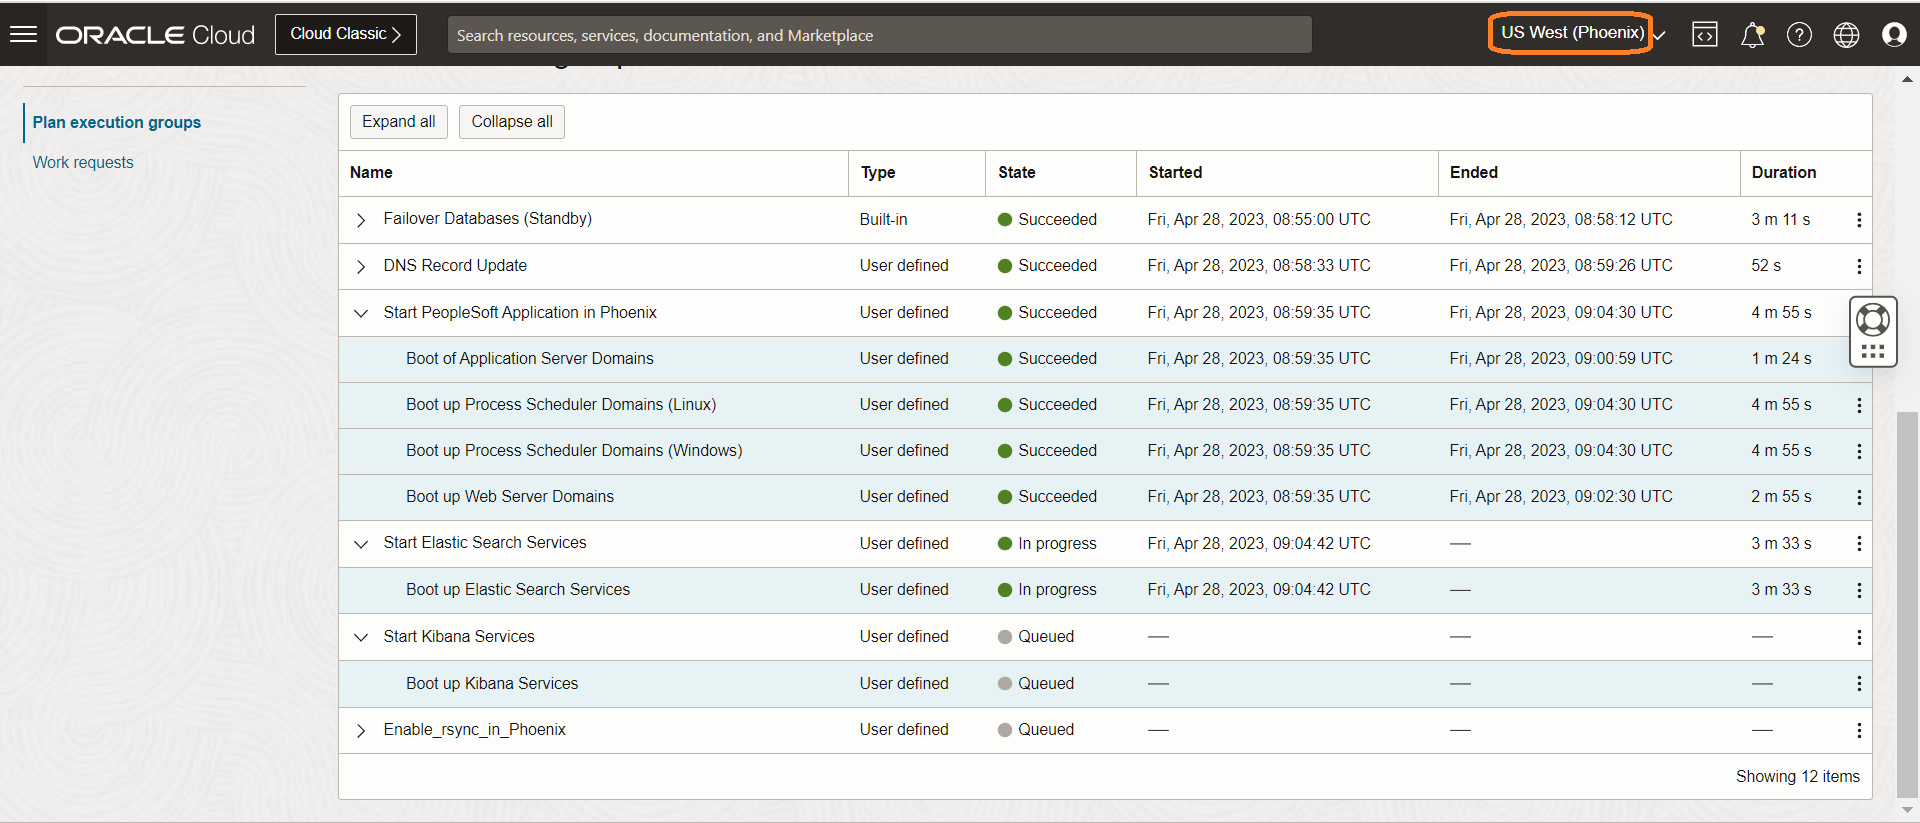 ORACLE Cloud Cloud Classic Search resources, services, documentation, and Marketplace US West (Phoenix)
Plan execution groups
Work requests
Expand all Collapse all
Name Type State Started Ended Duration
Failover Databases (Standby) Built-in Succeeded Fri, Apr 28, 2023, 08:55:00 UTC Fri, Apr 28, 2023, 08:58:12 UTC 3 m 11 s
DNS Record Update User defined Succeeded Fri, Apr 28, 2023, 08:58:33 UTC Fri, Apr 28, 2023, 08:59:26 UTC 52 s
Start PeopleSoft Application in Phoenix User defined Succeeded Fri, Apr 28, 2023, 08:59:35 UTC Fri, Apr 28, 2023, 09:04:30 UTC 4 m 55 s
Boot of Application Server Domains User defined Succeeded Fri, Apr 28, 2023, 08:59:35 UTC Fri, Apr 28, 2023, 09:00:59 UTC 1 m 24 s
Boot up Process Scheduler Domains (Linux) User defined Succeeded Fri, Apr 28, 2023, 08:59:35 UTC Fri, Apr 28, 2023, 09:04:30 UTC 4 m 55 s
Boot up Process Scheduler Domains (Windows) User defined Succeeded Fri, Apr 28, 2023, 08:59:35 UTC Fri, Apr 28, 2023, 09:04:30 UTC 4 m 55 s
Boot up Web Server Domains User defined Succeeded Fri, Apr 28, 2023, 08:59:35 UTC Fri, Apr 28, 2023, 09:02:30 UTC 2 m 55 s
Start Elastic Search Services User defined In progress Fri, Apr 28, 2023, 09:04:42 UTC — 3 m 33 s
Boot up Elastic Search Services User defined In progress Fri, Apr 28, 2023, 09:04:42 UTC — 3 m 33 s
Start Kibana Services User defined Queued — — —
Boot up Kibana Services User defined Queued — — —
Enable_rsync_in_Phoenix User defined Queued — — —
Showing 12 items